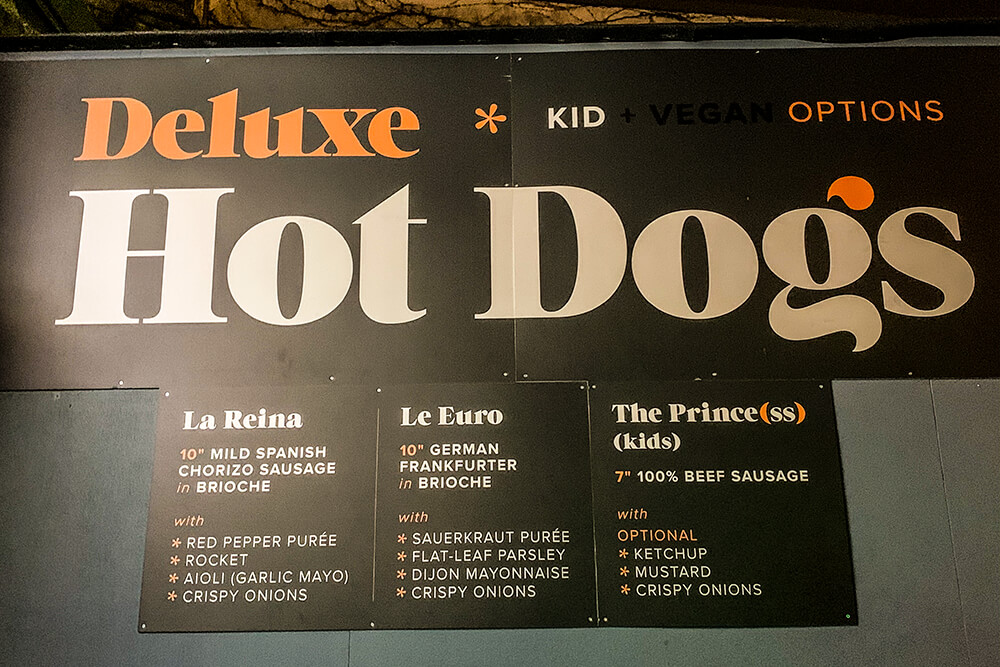 Deluxe * KID + VEGAN OPTIONS
Hot Dogs
La Reina
10" MILD SPANISH
CHORIZO SAUSAGE
in BRIOCHE
with
* RED PEPPER PURÉE
* ROCKET
* AIOLI (GARLIC MAYO)
* CRISPY ONIONS
Le Euro
10" GERMAN
FRANKFURTER
in BRIOCHE
with
* SAUERKRAUT PURÉE
* FLAT-LEAF PARSLEY
* DIJON MAYONNAISE
* CRISPY ONIONS
The Prince(ss)
(kids)
7" 100% BEEF SAUSAGE
with
OPTIONAL
* KETCHUP
* MUSTARD
* CRISPY ONIONS